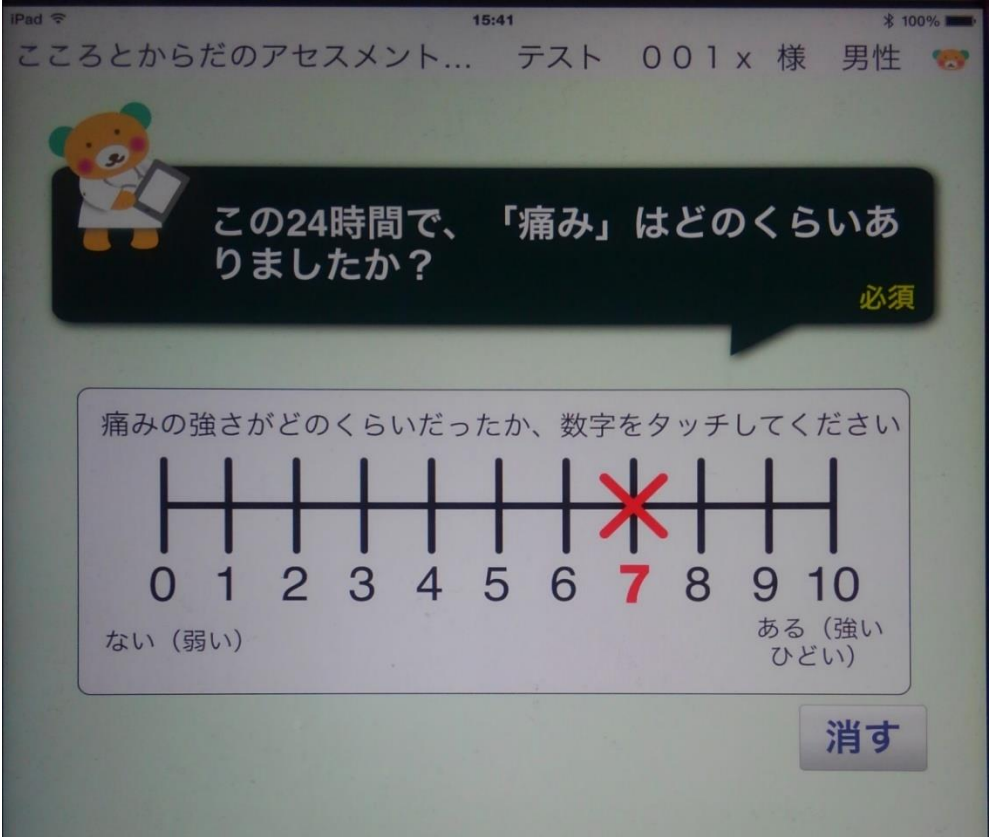 iPad 15:41 100%
こころとからだのアセスメント... テスト 001x 様 男性
この24時間で、「痛み」はどのくらいあ
りましたか？
必須
痛みの強さがどのくらいだったか、数字をタッチしてください
0 1 2 3 4 5 6 7 8 9 10
ない（弱い）
ある（強い
ひどい）
消す